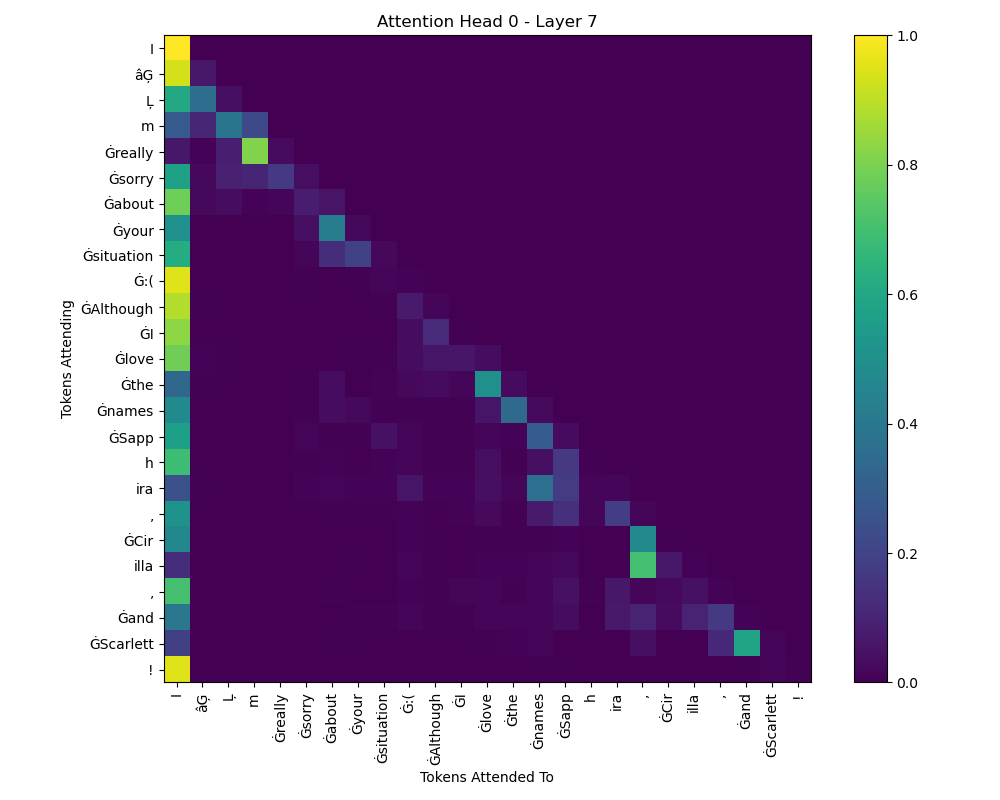 Attention Head 0 - Layer 7
Tokens Attending
I
âĢ
Ļ
m
Ġreally
Ġsorry
Ġabout
Ġyour
Ġsituation
Ġ:(
ĠAlthough
ĠI
Ġlove
Ġthe
Ġnames
ĠSapp
h
ira
,
ĠCir
illa
,
Ġand
ĠScarlett
!
I
âĢ
Ļ
m
Ġreally
Ġsorry
Ġabout
Ġyour
Ġsituation
Ġ:(
ĠAlthough
ĠI
Ġlove
Ġthe
Ġnames
ĠSapp
h
ira
,
ĠCir
illa
,
Ġand
ĠScarlett
!
Tokens Attended To
1.0
0.8
0.6
0.4
0.2
0.0